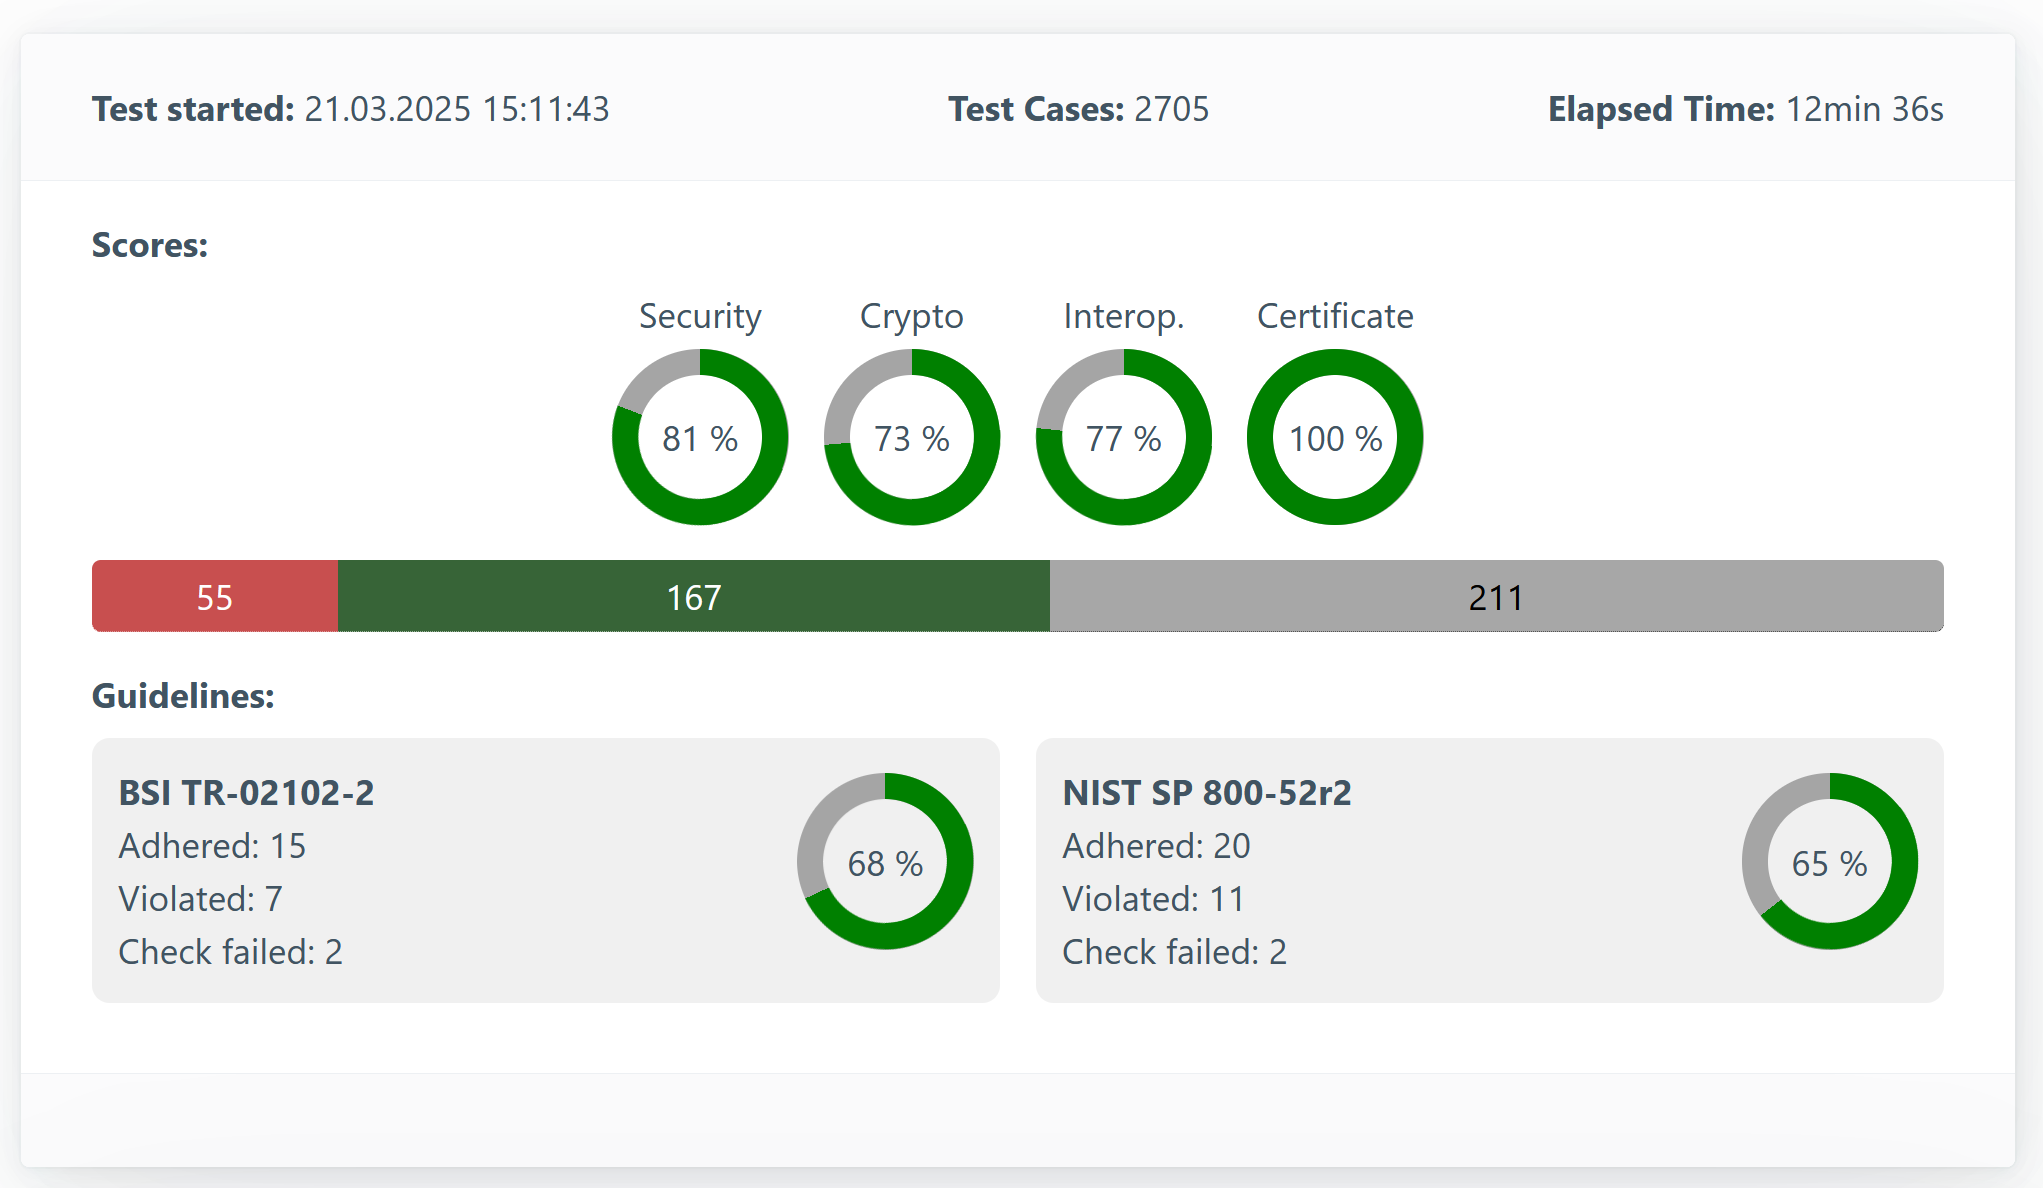 Test started: 21.03.2025 15:11:43 Test Cases: 2705 Elapsed Time: 12min 36s
Scores:
Security Crypto Interop. Certificate
81 % 73 % 77 % 100 %
55 167 211
Guidelines:
BSI TR-02102-2
Adhered: 15
Violated: 7
Check failed: 2
68 %
NIST SP 800-52r2
Adhered: 20
Violated: 11
Check failed: 2
65 %